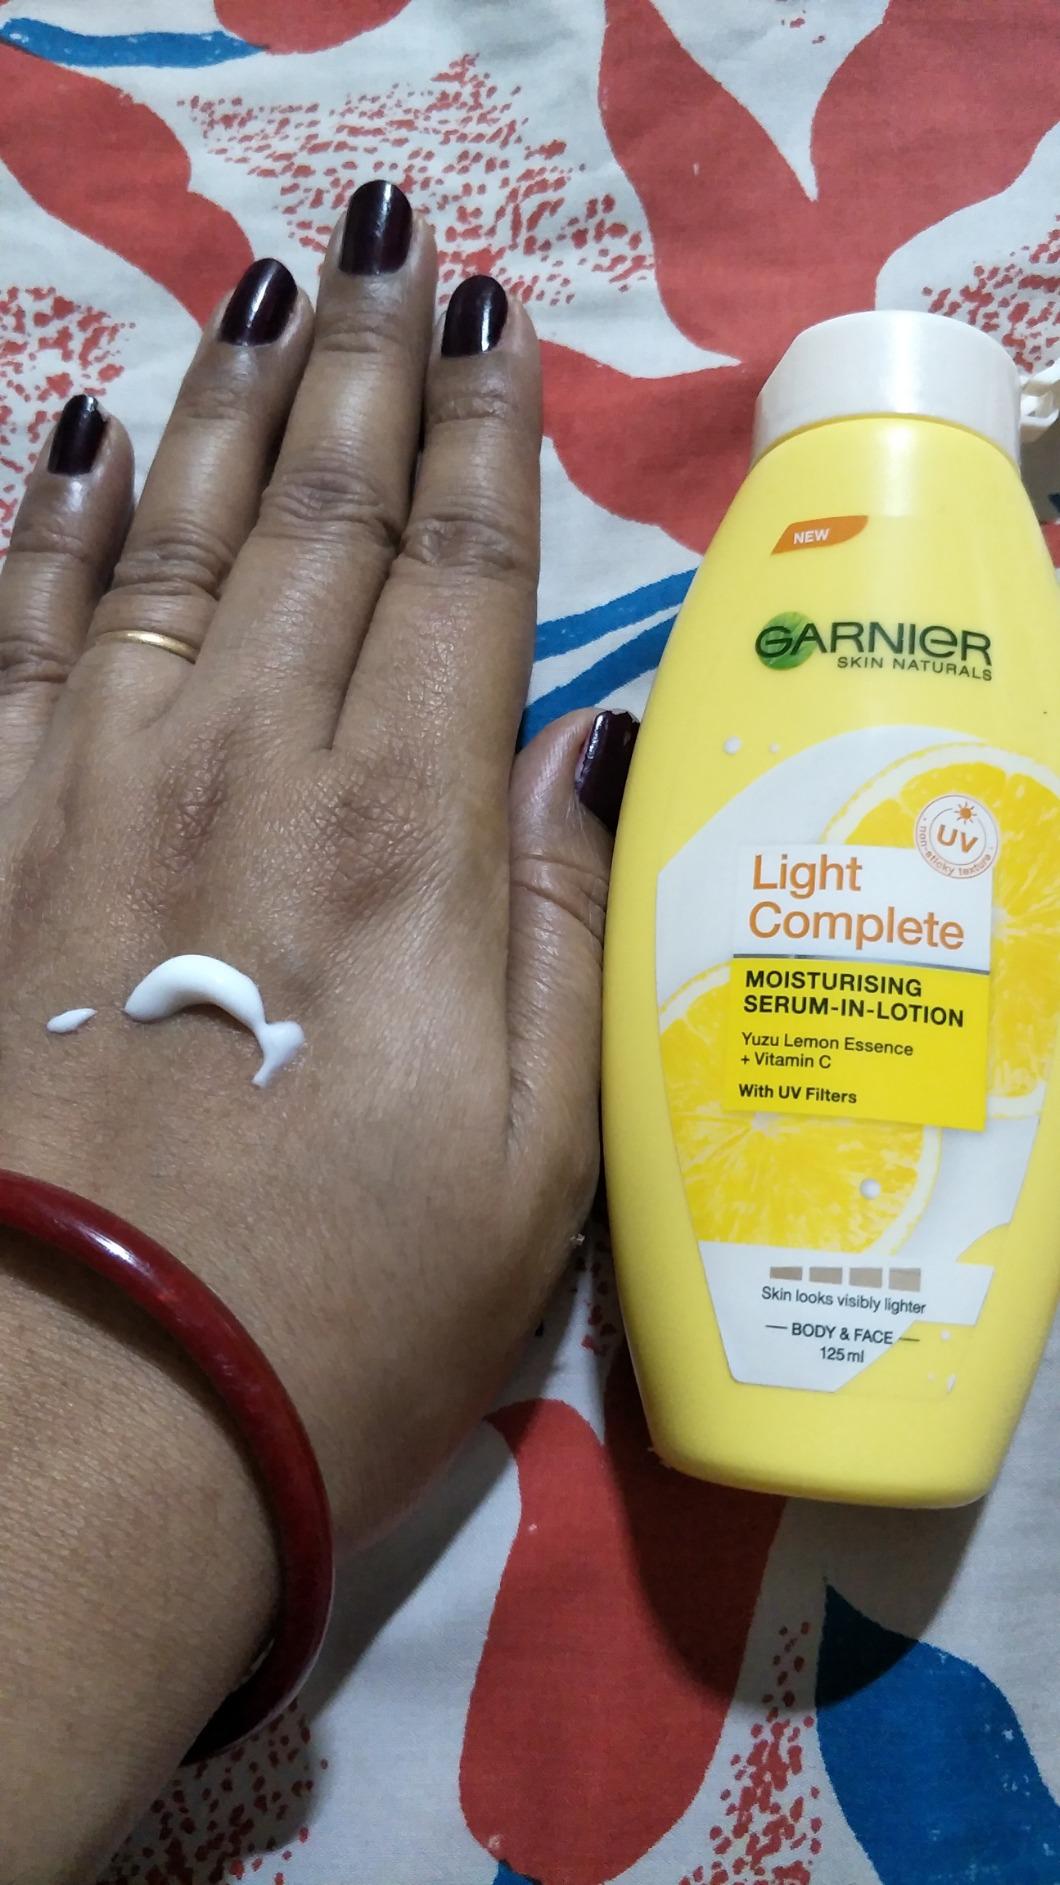 NEW
GARNIER
SKIN NATURALS
UV
non-sticky texture
Light
Complete
MOISTURISING
SERUM-IN-LOTION
Yuzu Lemon Essence
+ Vitamin C
With UV Filters
Skin looks visibly lighter
BODY & FACE
125 ml